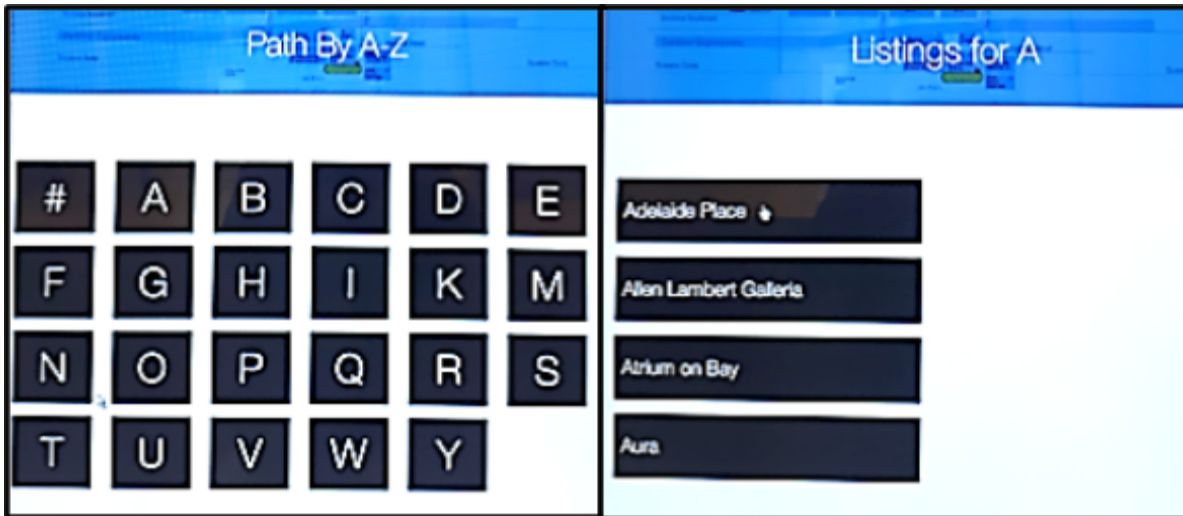 Path By A-Z
# A B C D E
F G H I K M
N O P Q R S
T U V W Y
Listings for A
Adelaide Place
Allen Lambert Galleria
Atrium on Bay
Aura